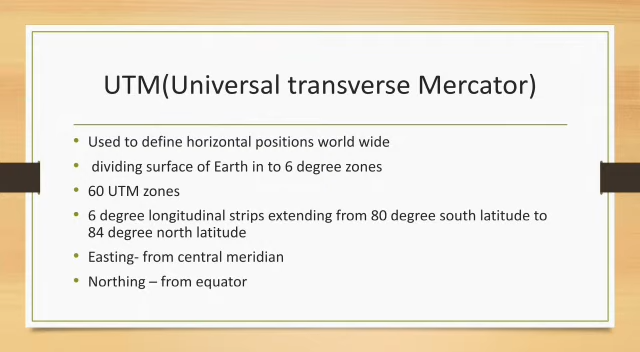 UTM(Universal transverse Mercator)
Used to define horizontal positions world wide
dividing surface of Earth in to 6 degree zones
60 UTM zones
6 degree longitudinal strips extending from 80 degree south latitude to
84 degree north latitude
Easting- from central meridian
Northing – from equator